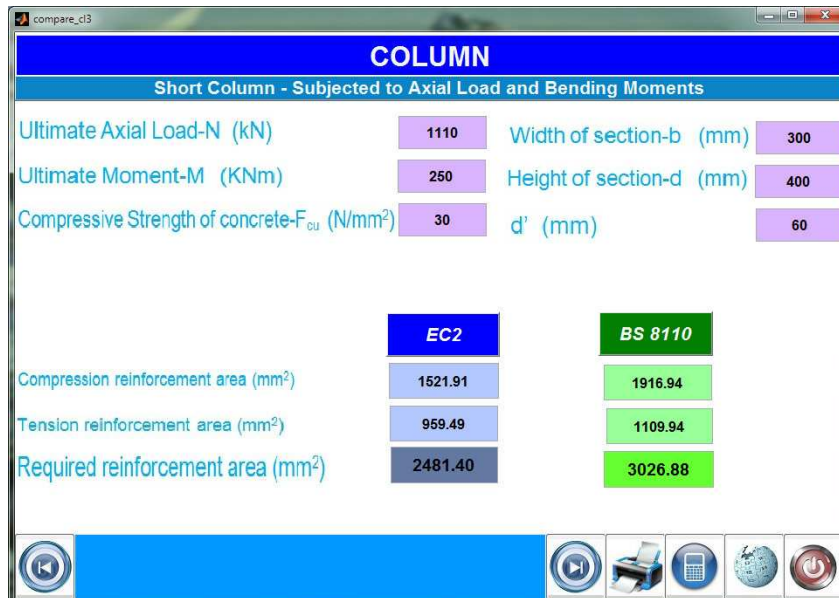 compare_cl3
COLUMN
Short Column - Subjected to Axial Load and Bending Moments
Ultimate Axial Load-N (kN) 1110 Width of section-b (mm) 300
Ultimate Moment-M (KNm) 250 Height of section-d (mm) 400
Compressive Strength of concrete-Fcu (N/mm²) 30 d' (mm) 60
EC2 BS 8110
Compression reinforcement area (mm²) 1521.91 1916.94
Tension reinforcement area (mm²) 959.49 1109.94
Required reinforcement area (mm²) 2481.40 3026.88